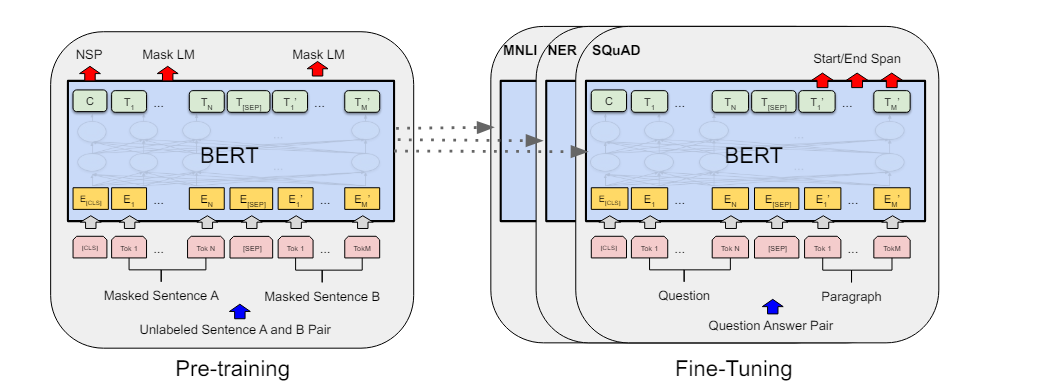 NSP Mask LM Mask LM
C T1 ... TN T[SEP] T1' ... TM'
BERT
E[CLS] E1 ... EN E[SEP] E1' ... EM'
[CLS] Tok 1 ... Tok N [SEP] Tok 1 ... TokM
Masked Sentence A Masked Sentence B
Unlabeled Sentence A and B Pair
Pre-training
MNLI NER SQuAD
Start/End Span
C T1 ... TN T[SEP] T1' ... TM'
BERT
E[CLS] E1 ... EN E[SEP] E1' ... EM'
[CLS] Tok 1 ... Tok N [SEP] Tok 1 ... TokM
Question Paragraph
Question Answer Pair
Fine-Tuning